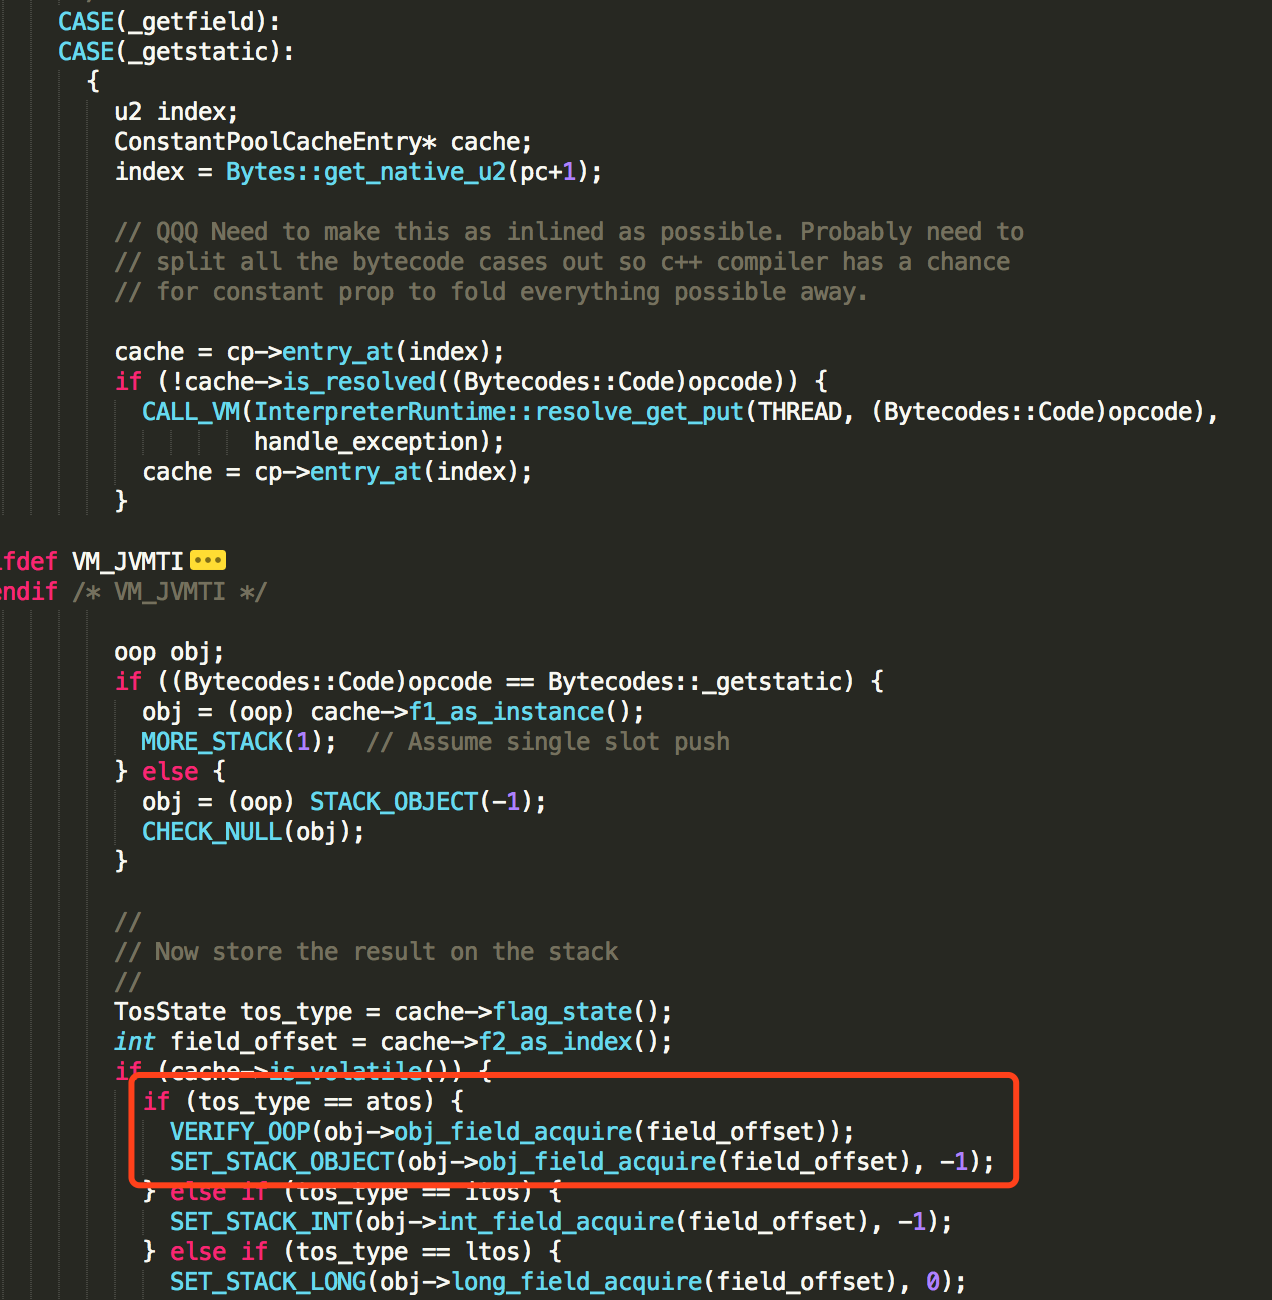 CASE(_getfield):
CASE(_getstatic):
{
u2 index;
ConstantPoolCacheEntry* cache;
index = Bytes::get_native_u2(pc+1);
// QQQ Need to make this as inlined as possible. Probably need to
// split all the bytecode cases out so c++ compiler has a chance
// for constant prop to fold everything possible away.
cache = cp->entry_at(index);
if (!cache->is_resolved((Bytecodes::Code)opcode)) {
CALL_VM(InterpreterRuntime::resolve_get_put(THREAD, (Bytecodes::Code)opcode),
handle_exception);
cache = cp->entry_at(index);
}
ifdef VM_JVMTI
endif /* VM_JVMTI */
oop obj;
if ((Bytecodes::Code)opcode == Bytecodes::_getstatic) {
obj = (oop) cache->f1_as_instance();
MORE_STACK(1);  // Assume single slot push
} else {
obj = (oop) STACK_OBJECT(-1);
CHECK_NULL(obj);
}
//
// Now store the result on the stack
//
TosState tos_type = cache->flag_state();
int field_offset = cache->f2_as_index();
if (cache->is_volatile()) {
if (tos_type == atos) {
VERIFY_OOP(obj->obj_field_acquire(field_offset));
SET_STACK_OBJECT(obj->obj_field_acquire(field_offset), -1);
} else if (tos_type == itos) {
SET_STACK_INT(obj->int_field_acquire(field_offset), -1);
} else if (tos_type == ltos) {
SET_STACK_LONG(obj->long_field_acquire(field_offset), 0);